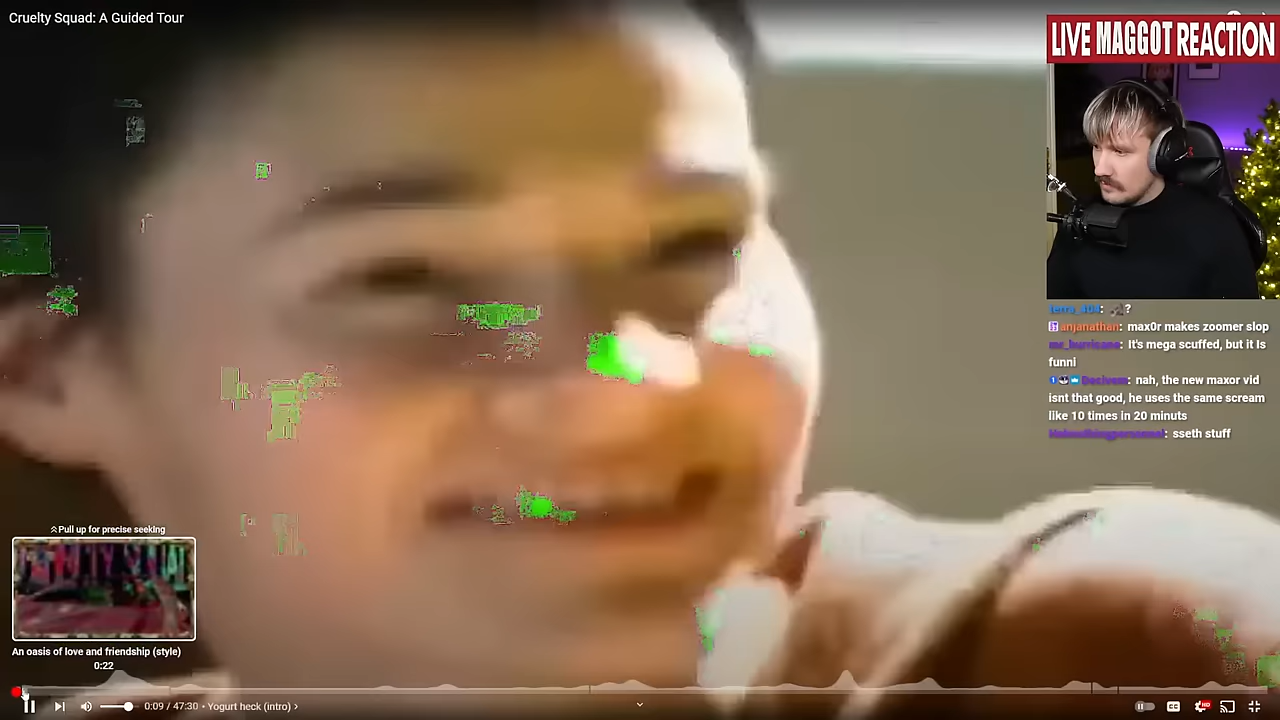 Cruelty Squad: A Guided Tour
LIVE MAGGOT REACTION
?
anjanathan: max0r makes zoomer slop
mr_hurricane: It's mega scuffed, but it Is
funni
nah, the new maxor vid
isnt that good, he uses the same scream
like 10 times in 20 minuts
sseth stuff
Pull up for precise seeking
An oasis of love and friendship (style)
0:22
0:09 / 47:30 • Yogurt heck (intro) >
CC
HD